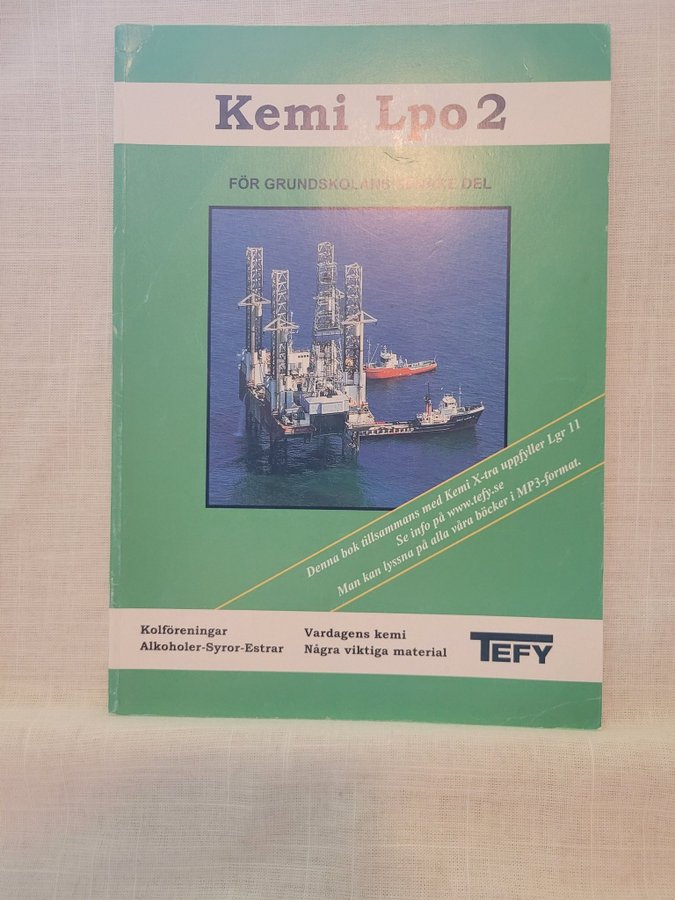 Kemi Lpo 2
FÖR GRUNDSKOLANS SENARE DEL
Denna bok tillsammans med Kemi X-tra uppfyller Lgr 11
Se info på www.tefy.se
Man kan lyssna på alla våra böcker i MP3-format.
Kolföreningar
Alkoholer-Syror-Estrar
Vardagens kemi
Några viktiga material
TEFY